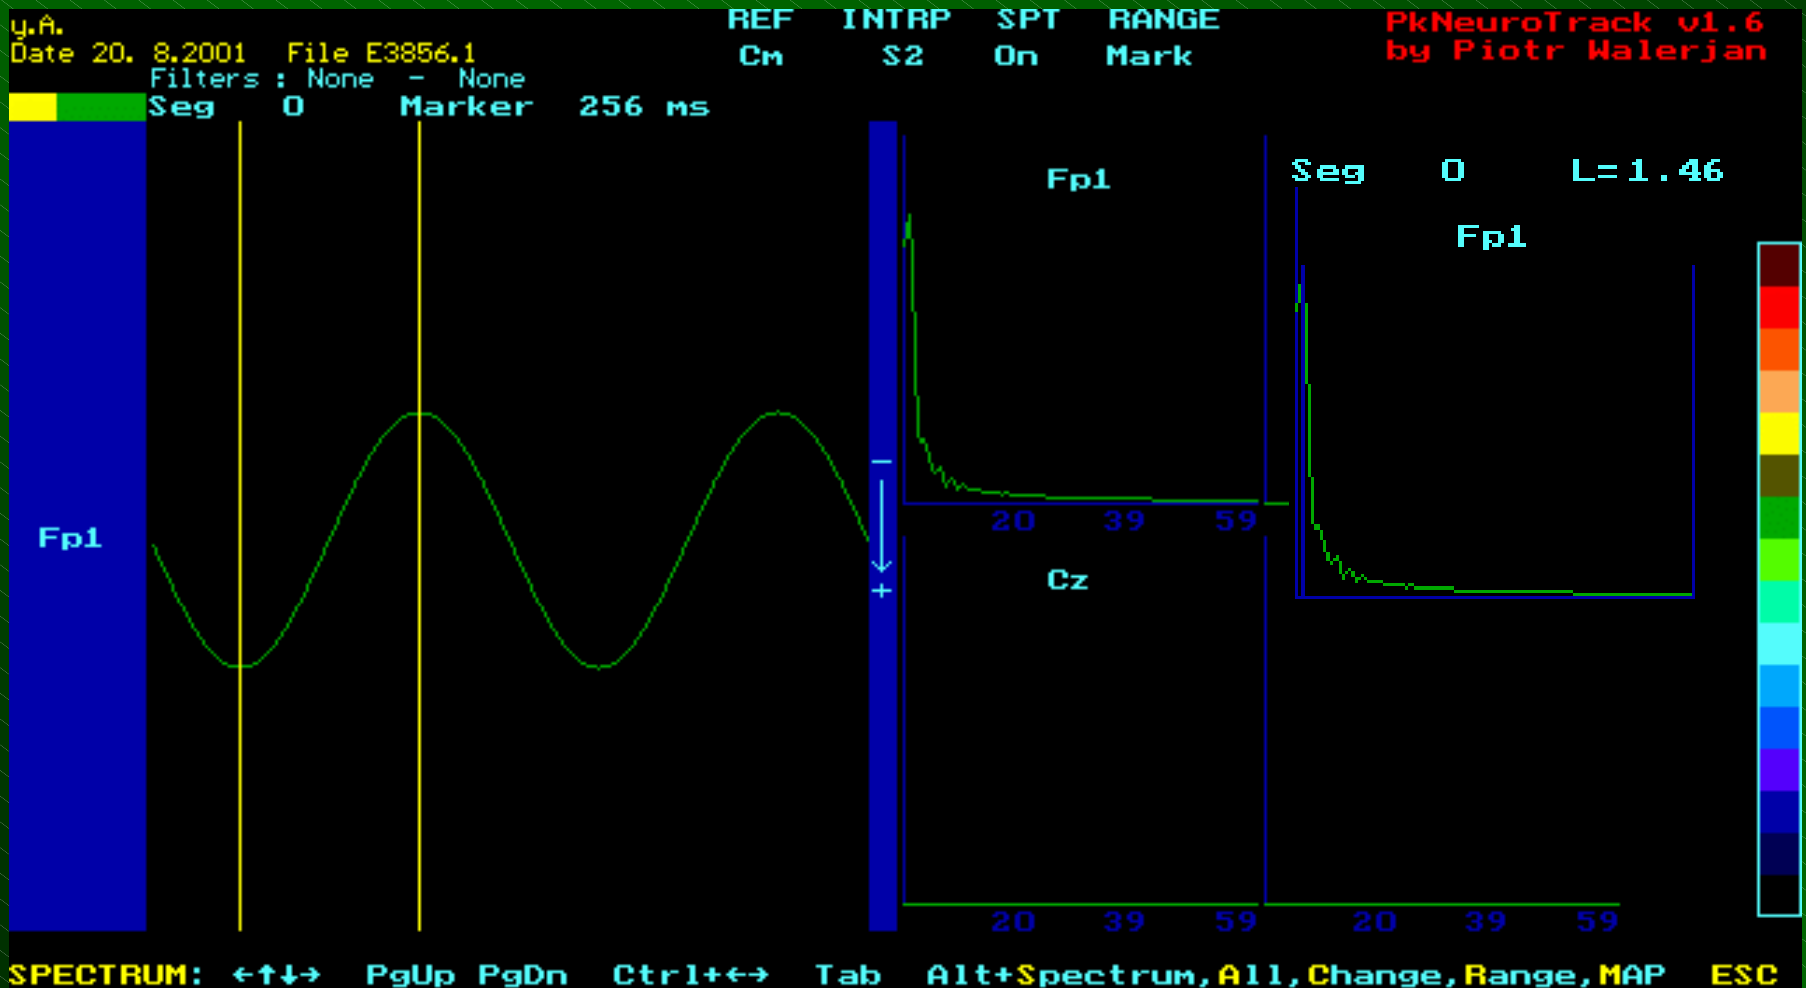 y.A.
REF INTRP SPT RANGE
PkNeuroTrack v1.6
Date 20. 8.2001 File E3856.1
Cm S2 On Mark
by Piotr Walerjan
Filters : None - None
Seg 0 Marker 256 ms
Fp1
Seg 0 L=1.46
Fp1
-
20 39 59
Fp1
+
Cz
20 39 59
20 39 59
SPECTRUM: ←↑↓→ PgUp PgDn Ctrl+←→ Tab Alt+Spectrum,All,Change,Range,MAP ESC